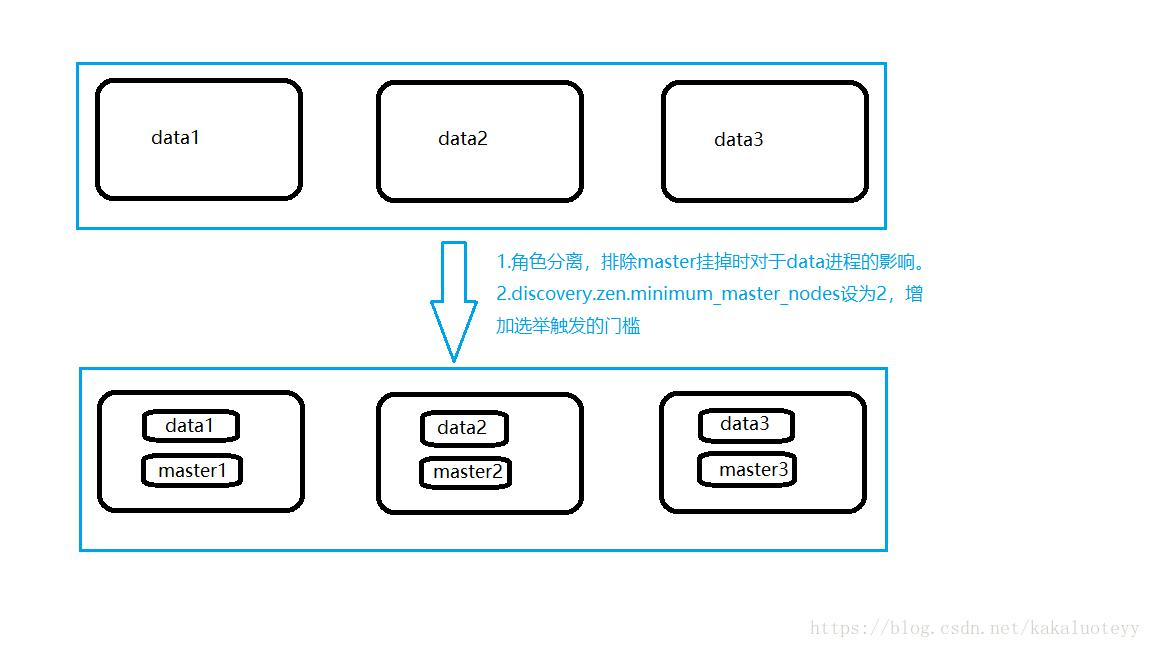 data1
data2
data3
1.角色分离，排除master挂掉时对于data进程的影响。
2.discovery.zen.minimum_master_nodes设为2，增
加选举触发的门槛
data1
data2
data3
master1
master2
master3
https://blog.csdn.net/kakaluoteyy